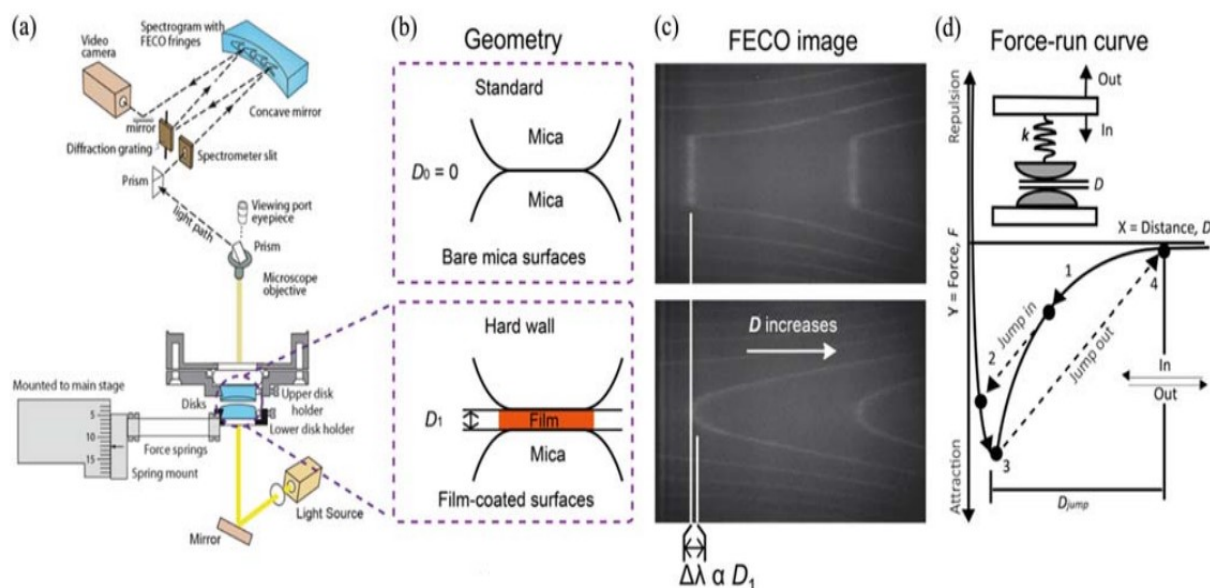 (a)
Video
camera
Spectrogram with
FECO fringes
Concave mirror
mirror
Diffraction grating
Spectrometer slit
Prism
light path
Viewing port
eyepiece
Prism
Microscope
objective
Mounted to main stage
Disks
Upper disk
holder
Lower disk holder
5
10
15
Force springs
Spring mount
Light Source
Mirror
(b)
Geometry
Standard
Mica
D0 = 0
Mica
Bare mica surfaces
Hard wall
D1
Film
Mica
Film-coated surfaces
(c)
FECO image
D increases
Δλ α D1
(d)
Force-run curve
Repulsion
Out
In
k
D
X = Distance, D
Y = Force, F
1
4
Jump in
2
Jump out
In
Out
3
Attraction
Djump